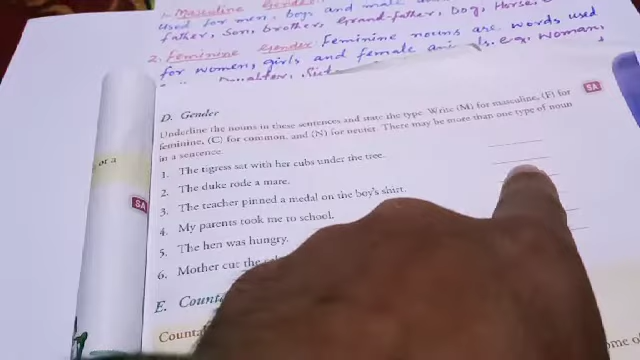 1. Masculine Gender
used for men, boys and male
father, son, brother, Grand-father, Dog, Horse,
2. Feminine Gender Feminine nouns are words used
for women, girls and female e.g. woman,
D. Gender
SA
Underline the nouns in these sentences and state the type. Write (M) for masculine, (F) for
feminine, (C) for common, and (N) for neuter. There may be more than one type of noun
in a sentence.
of a
1. The tigress sat with her cubs under the tree.
2. The duke rode a mare.
SA
3. The teacher pinned a medal on the boy's shirt.
4. My parents took me to school.
5. The hen was hungry.
6. Mother cut the
E.